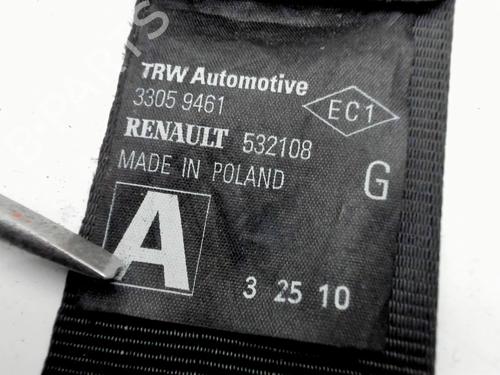 TRW Automotive
3305 9461
EC1
RENAULT 532108
MADE IN POLAND
G
A
3 25 10